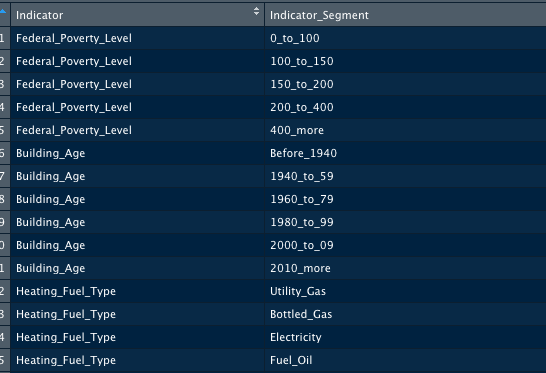 Indicator Indicator_Segment
1 Federal_Poverty_Level 0_to_100
2 Federal_Poverty_Level 100_to_150
3 Federal_Poverty_Level 150_to_200
4 Federal_Poverty_Level 200_to_400
5 Federal_Poverty_Level 400_more
6 Building_Age Before_1940
7 Building_Age 1940_to_59
8 Building_Age 1960_to_79
9 Building_Age 1980_to_99
0 Building_Age 2000_to_09
1 Building_Age 2010_more
2 Heating_Fuel_Type Utility_Gas
3 Heating_Fuel_Type Bottled_Gas
4 Heating_Fuel_Type Electricity
5 Heating_Fuel_Type Fuel_Oil